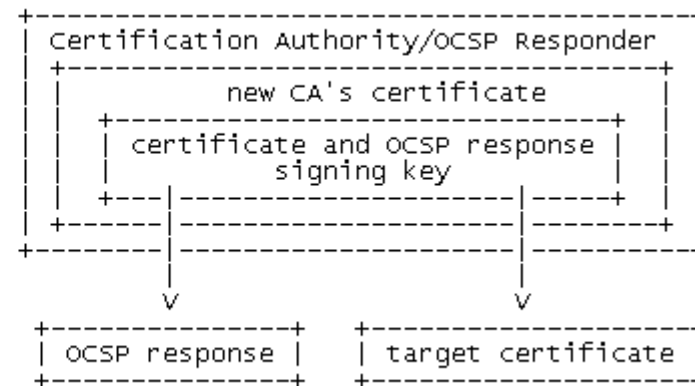 Certification Authority/OCSP Responder
new CA's certificate
certificate and OCSP response
signing key
OCSP response
target certificate